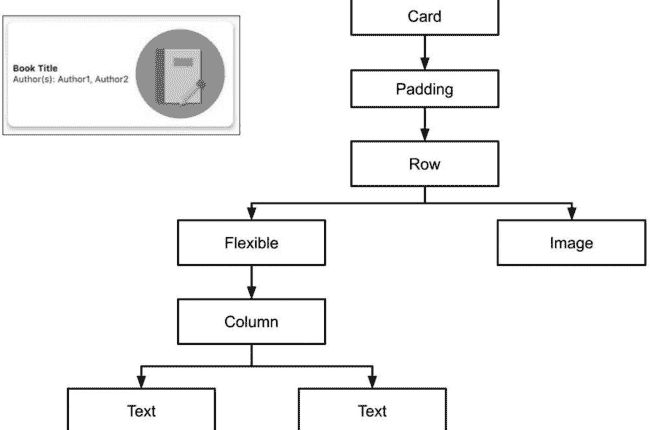 Card
Book Title
Author(s): Author1, Author2
Padding
Row
Flexible
Image
Column
Text
Text